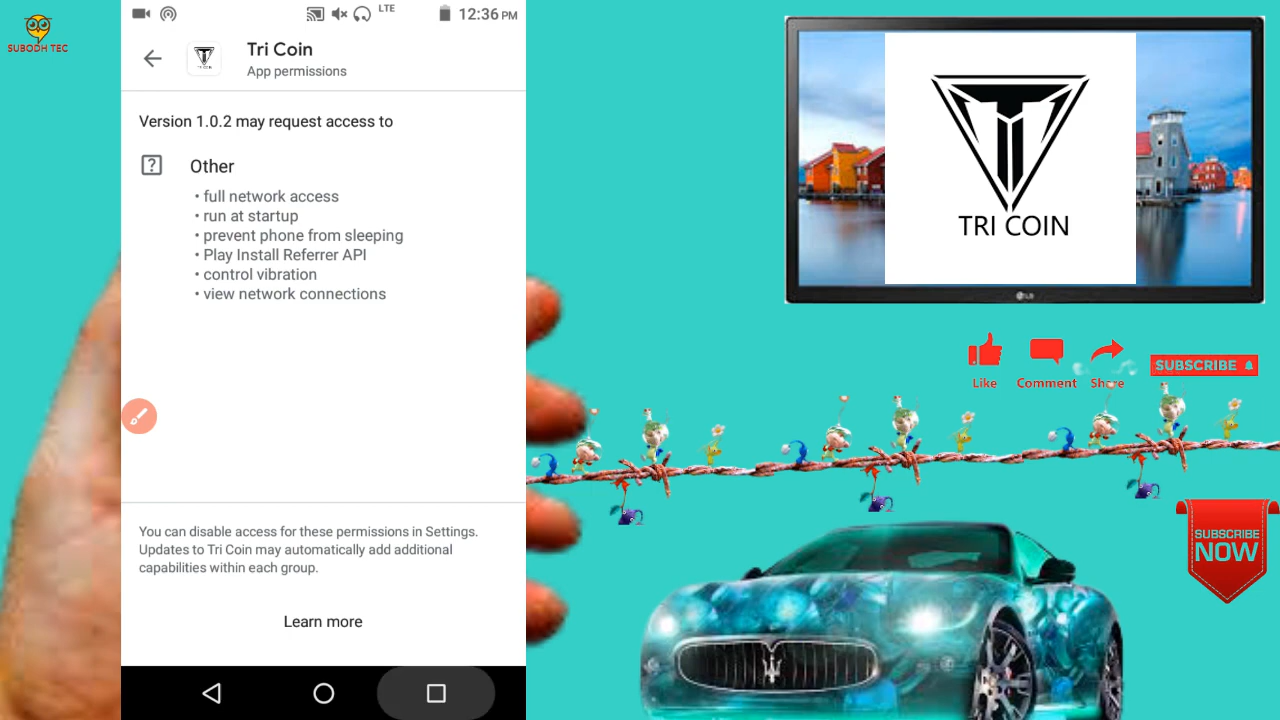 SUBODH TEC
LTE
12:36 PM
Tri Coin
App permissions
Version 1.0.2 may request access to
Other
• full network access
• run at startup
• prevent phone from sleeping
• Play Install Referrer API
• control vibration
• view network connections
You can disable access for these permissions in Settings.
Updates to Tri Coin may automatically add additional
capabilities within each group.
Learn more
TRI COIN
LG
Like
Comment
Share
SUBSCRIBE
SUBSCRIBE
NOW